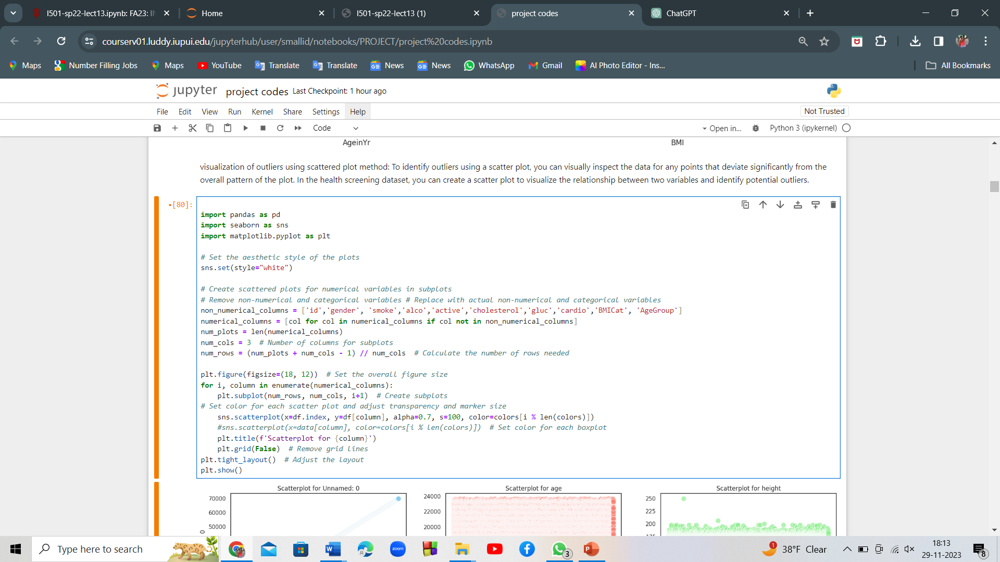 I501-sp22-lect13.ipynb: FA23: IN
Home
I501-sp22-lect13 (1)
project codes
ChatGPT
courserv01.luddy.iupui.edu/jupyterhub/user/smallid/notebooks/PROJECT/project%20codes.ipynb
Maps
Number Filling Jobs
Maps
YouTube
Translate
Translate
News
News
WhatsApp
Gmail
AI Photo Editor - Ins...
All Bookmarks
jupyter project codes Last Checkpoint: 1 hour ago
File Edit View Run Kernel Share Settings Help
Not Trusted
Code
Open in...
Python 3 (ipykernel)
AgeinYr
BMI
visualization of outliers using scattered plot method: To identify outliers using a scatter plot, you can visually inspect the data for any points that deviate significantly from the
overall pattern of the plot. In the health screening dataset, you can create a scatter plot to visualize the relationship between two variables and identify potential outliers.
•[80]:
import pandas as pd
import seaborn as sns
import matplotlib.pyplot as plt
# Set the aesthetic style of the plots
sns.set(style="white")
# Create scattered plots for numerical variables in subplots
# Remove non-numerical and categorical variables # Replace with actual non-numerical and categorical variables
non_numerical_columns = ['id','gender', 'smoke','alco','active','cholesterol','gluc','cardio','BMICat', 'AgeGroup']
numerical_columns = [col for col in numerical_columns if col not in non_numerical_columns]
num_plots = len(numerical_columns)
num_cols = 3  # Number of columns for subplots
num_rows = (num_plots + num_cols - 1) // num_cols  # Calculate the number of rows needed
plt.figure(figsize=(18, 12))  # Set the overall figure size
for i, column in enumerate(numerical_columns):
    plt.subplot(num_rows, num_cols, i+1)  # Create subplots
# Set color for each scatter plot and adjust transparency and marker size
    sns.scatterplot(x=df.index, y=df[column], alpha=0.7, s=100, color=colors[i % len(colors)])
    #sns.scatterplot(x=data[column], color=colors[i % len(colors)])  # Set color for each boxplot
    plt.title(f'Scatterplot for {column}')
    plt.grid(False)  # Remove grid lines
plt.tight_layout()  # Adjust the layout
plt.show()
Scatterplot for Unnamed: 0
70000
60000
50000
0
Scatterplot for age
24000
22000
20000
Scatterplot for height
250
225
200
Type here to search
zoom
3
1
38°F Clear
18:13
29-11-2023
8